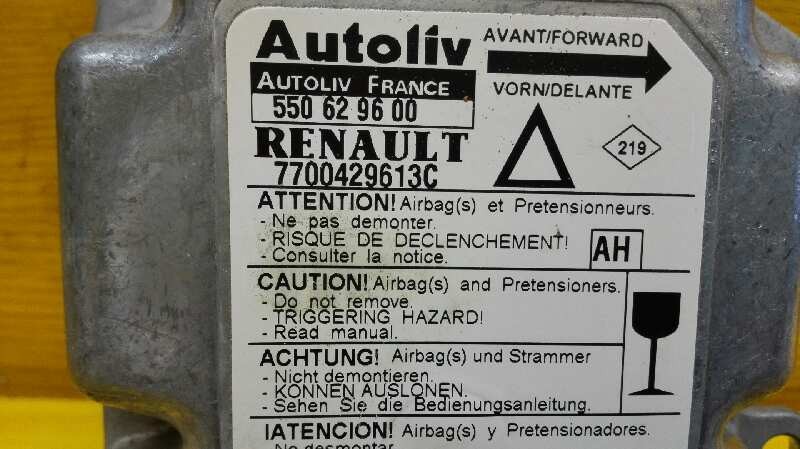 Autoliv
AVANT/FORWARD
AUTOLIV FRANCE
VORN/DELANTE
550 62 96 00
RENAULT
219
7700429613C
ATTENTION! Airbag(s) et Pretensionneurs.
- Ne pas demonter.
- RISQUE DE DECLENCHEMENT!
- Consulter la notice.
AH
CAUTION! Airbag(s) and Pretensioners.
- Do not remove.
- TRIGGERING HAZARD!
- Read manual.
ACHTUNG! Airbag(s) und Strammer
- Nicht demontieren.
- KONNEN AUSLONEN.
- Sehen Sie die Bedienungsanleitung.
IATENCION! Airbag(s) y Pretensionadores.
- No desmontar